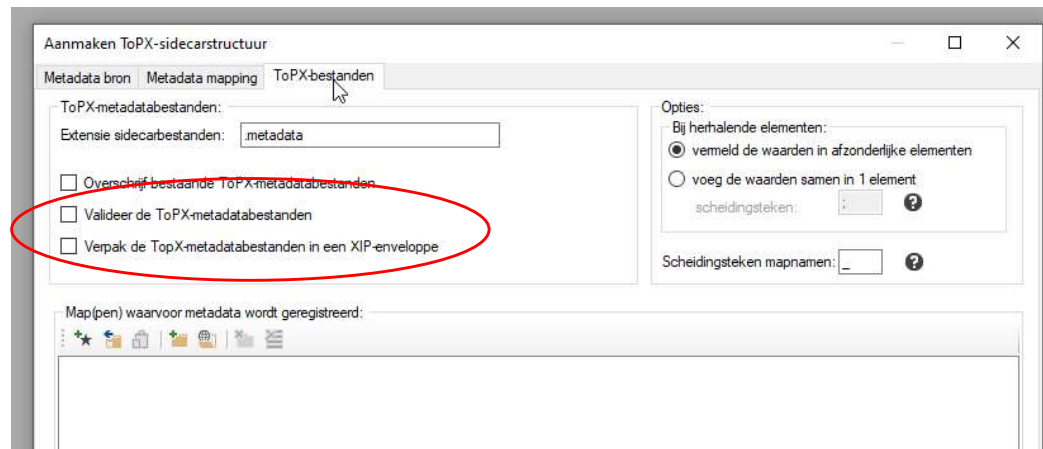 Aanmaken ToPX-sidecarstructuur
Metadata bron Metadata mapping ToPX-bestanden
ToPX-metadatabestanden:
Extensie sidecarbestanden: .metadata
Overschrijf bestaande ToPX-metadatabestanden
Valideer de ToPX-metadatabestanden
Verpak de TopX-metadatabestanden in een XIP-enveloppe
Opties:
Bij herhalende elementen:
vermeld de waarden in afzonderlijke elementen
voeg de waarden samen in 1 element
scheidingsteken: ;
Scheidingsteken mapnamen: _
Map(pen) waarvoor metadata wordt geregistreerd: